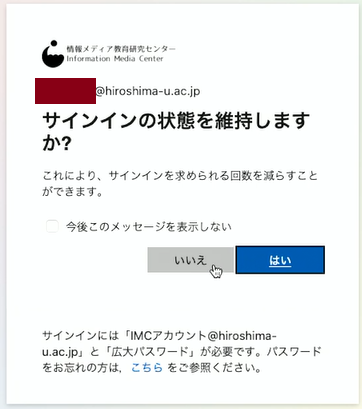 情報メディア教育研究センター
Information Media Center
@hiroshima-u.ac.jp
サインインの状態を維持します
か?
これにより、サインインを求められる回数を減らすこと
ができます。
今後このメッセージを表示しない
いいえ
はい
サインインには「IMCアカウント@hiroshima-
u.ac.jp」と「広大パスワード」が必要です。パスワード
をお忘れの方は，こちら をご参照ください。